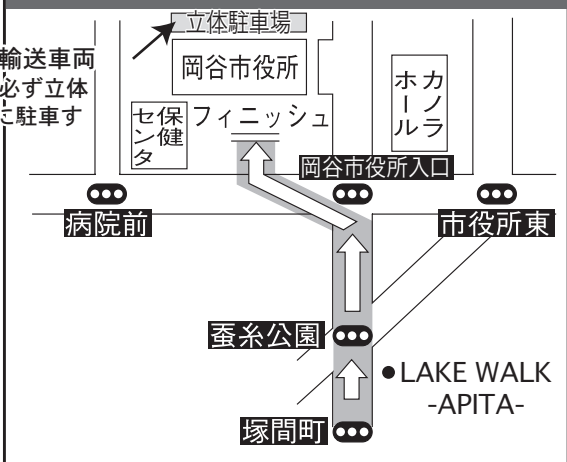 立体駐車場
輸送車両
必ず立体
に駐車す
岡谷市役所
カノラ
ホール
保健
センタ
フィニッシュ
岡谷市役所入口
病院前
市役所東
蚕糸公園
LAKE WALK
-APITA-
塚間町